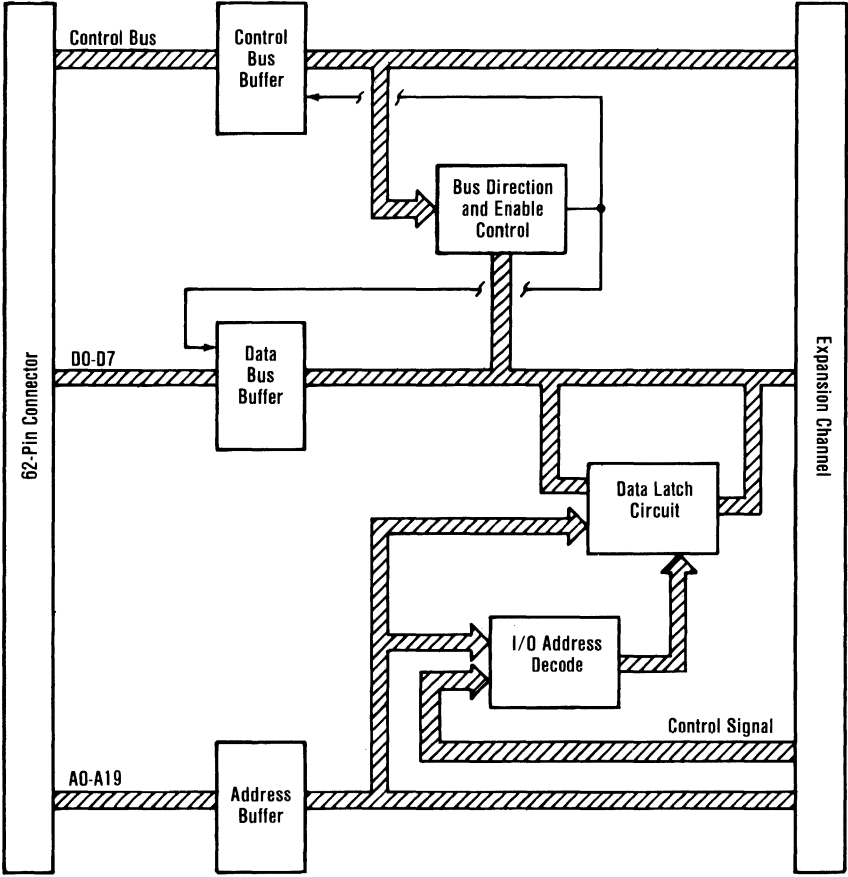 Control Bus
Control
Bus
Buffer
Bus Direction
and Enable
Control
D0-D7
Data
Bus
Buffer
62-Pin Connector
Expansion Channel
Data Latch
Circuit
I/O Address
Decode
Control Signal
A0-A19
Address
Buffer